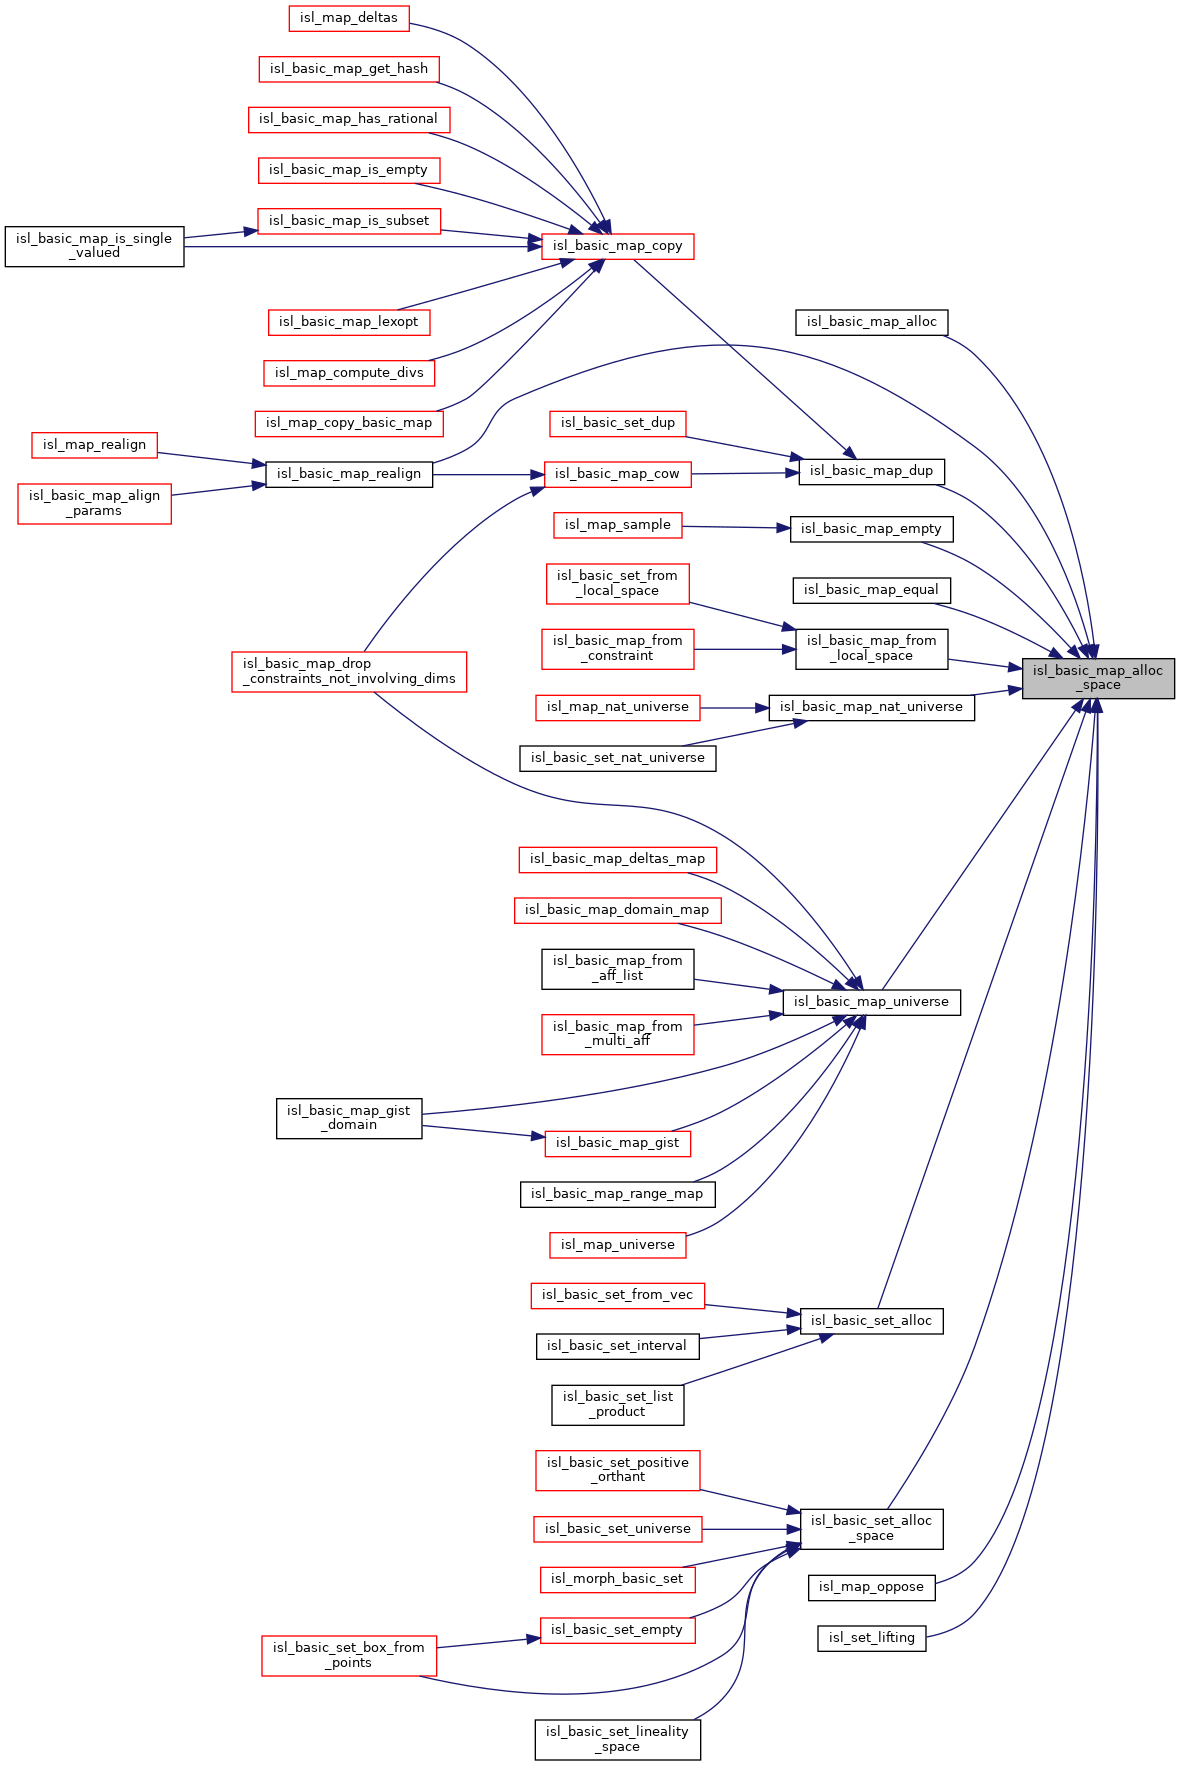 isl_map_deltas
isl_basic_map_get_hash
isl_basic_map_has_rational
isl_basic_map_is_empty
isl_basic_map_is_subset
isl_basic_map_is_single
_valued
isl_basic_map_copy
isl_basic_map_lexopt
isl_basic_map_alloc
isl_map_compute_divs
isl_map_copy_basic_map
isl_basic_set_dup
isl_map_realign
isl_basic_map_realign
isl_basic_map_cow
isl_basic_map_dup
isl_basic_map_align
_params
isl_map_sample
isl_basic_map_empty
isl_basic_set_from
_local_space
isl_basic_map_equal
isl_basic_map_from
_constraint
isl_basic_map_from
_local_space
isl_basic_map_drop
_constraints_not_involving_dims
isl_basic_map_alloc
_space
isl_map_nat_universe
isl_basic_map_nat_universe
isl_basic_set_nat_universe
isl_basic_map_deltas_map
isl_basic_map_domain_map
isl_basic_map_from
_aff_list
isl_basic_map_universe
isl_basic_map_from
_multi_aff
isl_basic_map_gist
_domain
isl_basic_map_gist
isl_basic_map_range_map
isl_map_universe
isl_basic_set_from_vec
isl_basic_set_alloc
isl_basic_set_interval
isl_basic_set_list
_product
isl_basic_set_positive
_orthant
isl_basic_set_universe
isl_basic_set_alloc
_space
isl_morph_basic_set
isl_map_oppose
isl_basic_set_empty
isl_set_lifting
isl_basic_set_box_from
_points
isl_basic_set_lineality
_space